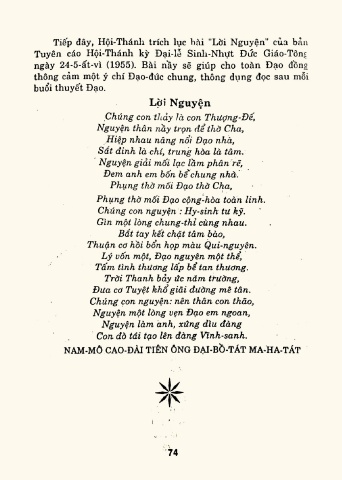 Tiếp đây, Hội-Thánh trích lục bài "Lời Nguyện" của bản
Tuyên cáo Hội-Thánh kỳ Đại-lễ Sinh-Nhựt Đức Giáo-Tông
ngày 24-5-ất-vì (1955). Bài nầy sẽ giúp cho toàn Đạo đồng
thông cảm một ý chí Đạo-đức chung, thông dụng đọc sau mỗi
buổi thuyết Đạo.
Lời Nguyện
Chúng con thảy là con Thượng-Đế,
Nguyện thân nầy trọn để thờ Cha,
Hiệp nhau nâng nổi Đạo nhà,
Sắt đinh là chí, trung hòa là tâm.
Nguyện giải mối lạc lầm phân rẽ,
Đem anh em bốn bể chung nhà.
Phụng thờ mối Đạo thờ Cha,
Phụng thờ mối Đạo cộng-hòa toàn linh.
Chúng con nguyện : Hy-sinh tư kỷ.
Gìn một lòng chung-thỉ cùng nhau.
Bắt tay kết chặt tâm bào,
Thuận cơ hồi bổn họp màu Qui-nguyên.
Lý vốn một, Đạo nguyên một thể,
Tấm tình thương lấp bể tan thương.
Trời Thanh bảy ức năm trường,
Đưa cơ Tuyệt khổ giải đường mê tân.
Chúng con nguyện: nên thân con thảo,
Nguyện một lòng vẹn Đạo em ngoan,
Nguyện làm anh, xứng dìu đàng
Con đò tái tạo lên đàng Vĩnh-sanh.
NAM-MÔ CAO-ĐÀI TIÊN ÔNG ĐẠI-BỒ-TÁT MA-HA-TÁT
74